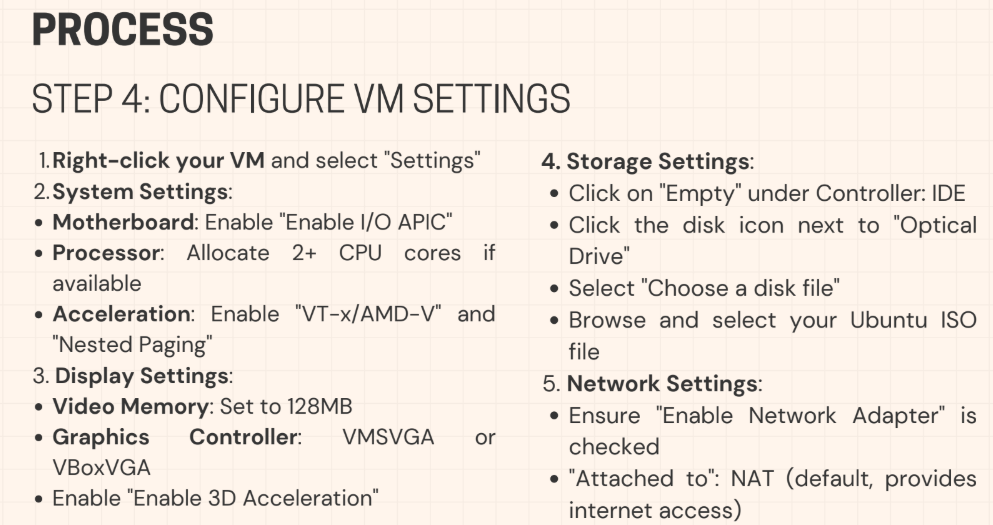 PROCESS
STEP 4: CONFIGURE VM SETTINGS
1. Right-click your VM and select "Settings"
2. System Settings:
• Motherboard: Enable "Enable I/O APIC"
• Processor: Allocate 2+ CPU cores if
available
• Acceleration: Enable "VT-x/AMD-V" and
"Nested Paging"
3. Display Settings:
• Video Memory: Set to 128MB
• Graphics Controller: VMSVGA or
VBoxVGA
• Enable "Enable 3D Acceleration"
4. Storage Settings:
• Click on "Empty" under Controller: IDE
• Click the disk icon next to "Optical
Drive"
• Select "Choose a disk file"
• Browse and select your Ubuntu ISO
file
5. Network Settings:
• Ensure "Enable Network Adapter" is
checked
• "Attached to": NAT (default, provides
internet access)